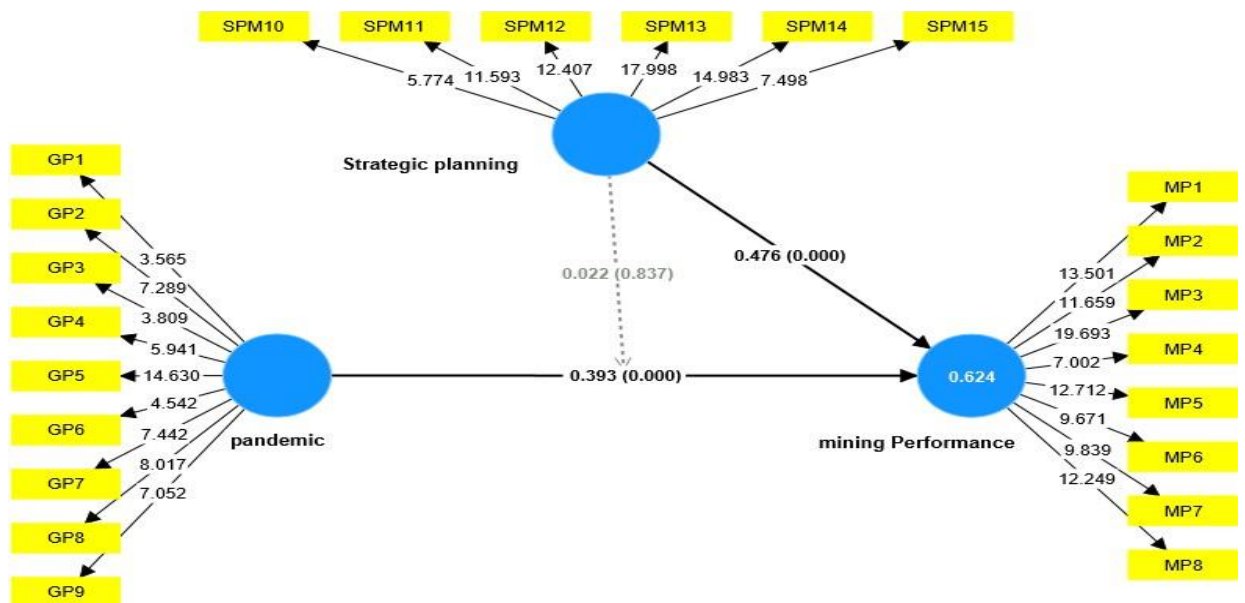 SPM10 SPM11 SPM12 SPM13 SPM14 SPM15
5.774 11.593 12.407 17.998 14.983 7.498
Strategic planning
GP1
GP2
GP3
GP4
GP5
GP6
GP7
GP8
GP9
3.565
7.289
3.809
5.941
14.630
4.542
7.442
8.017
7.052
pandemic
0.022 (0.837)
0.476 (0.000)
0.393 (0.000)
0.624
mining Performance
13.501
11.659
19.693
7.002
12.712
9.671
9.839
12.249
MP1
MP2
MP3
MP4
MP5
MP6
MP7
MP8